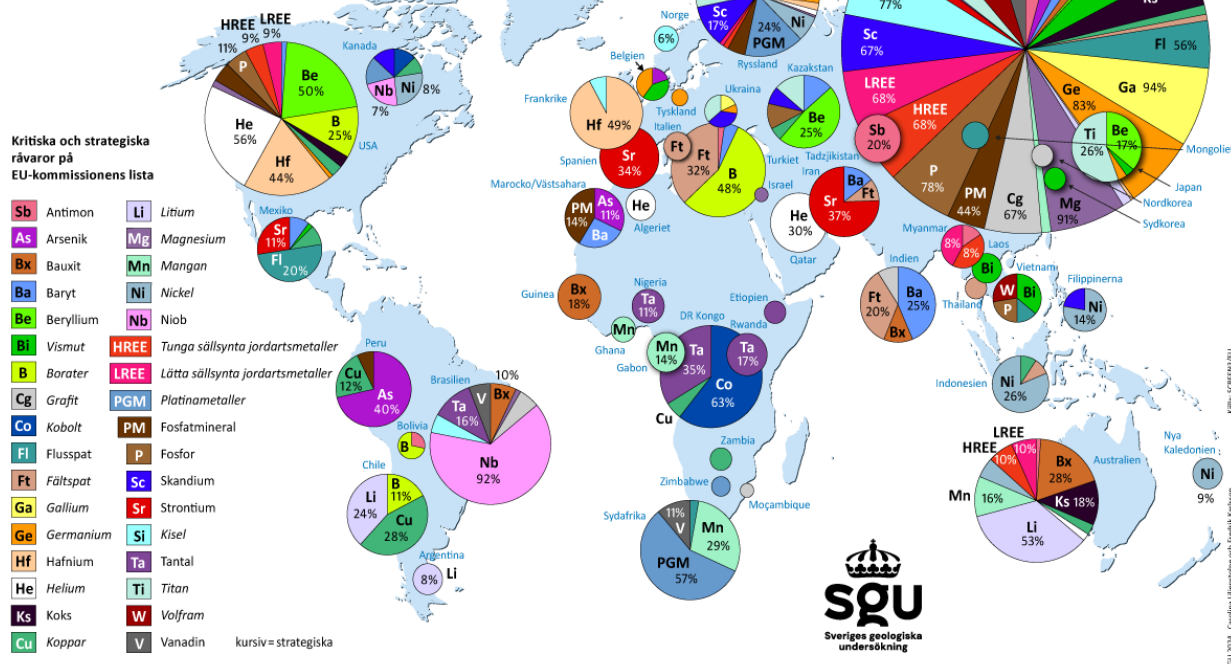 HREE
LREE
9%
9%
11%
P
Be
50%
He
56%
B
25%
Hf
44%
USA
Kanada
Nb
Ni
8%
7%
Mexiko
Sr
11%
Fl
20%
Norge
6%
Sc
17%
24%
PGM
Ni
Ryssland
Belgien
Tyskland
Frankrike
Hf 49%
Italien
Ft
Ukraina
Kazakstan
Be
25%
Spanien
Sr
34%
Ft
32%
B
48%
Turkiet
Tadzjikistan
Iran
Sr
37%
Ba
Ft
Israel
Marocko/Västsahara
PM
14%
As
11%
Ba
He
Algeriet
He
30%
Qatar
77%
Sc
67%
LREE
68%
HREE
68%
Sb
20%
P
78%
PM
44%
Cg
67%
Mg
91%
Ks
Fl 56%
Ga 94%
Ge
83%
Ti
26%
Be
17%
Mongoliet
Japan
Nordkorea
Sydkorea
Myanmar
8%
8%
Laos
Bi
Thailand
Vietnam
W
Bi
P
Filippinerna
Ni
14%
Indien
Ft
20%
Ba
25%
Bx
Guinea
Bx
18%
Nigeria
Ta
11%
Etiopien
Mn
Ghana
DR Kongo
Rwanda
Mn
14%
Gabon
Ta
35%
Ta
17%
Co
63%
Cu
Zambia
Zimbabwe
Moçambique
Sydafrika
11%
V
Mn
29%
PGM
57%
Indonesien
Ni
26%
LREE
HREE
10%
10%
Bx
28%
Australien
Mn
16%
Ks 18%
Li
53%
Nya
Kaledonien
Ni
9%
Peru
Cu
12%
As
40%
Brasilien
10%
Ta
16%
V
Bx
Nb
92%
Bolivia
B
Chile
Li
24%
B
11%
Cu
28%
Argentina
8%
Li
Kritiska och strategiska
råvaror på
EU-kommissionens lista
Sb Antimon
As Arsenik
Bx Bauxit
Ba Baryt
Be Beryllium
Bi Vismut
B Borater
Cg Grafit
Co Kobolt
Fl Flusspat
Ft Fältspat
Ga Gallium
Ge Germanium
Hf Hafnium
He Helium
Ks Koks
Cu Koppar
Li Litium
Mg Magnesium
Mn Mangan
Ni Nickel
Nb Niob
HREE Tunga sällsynta jordartsmetaller
LREE Lätta sällsynta jordartsmetaller
PGM Platinametaller
PM Fosfatmineral
P Fosfor
Sc Skandium
Sr Strontium
Si Kisel
Ta Tantal
Ti Titan
W Volfram
V Vanadin
kursiv = strategiska
sgu
Sveriges geologiska
undersökning